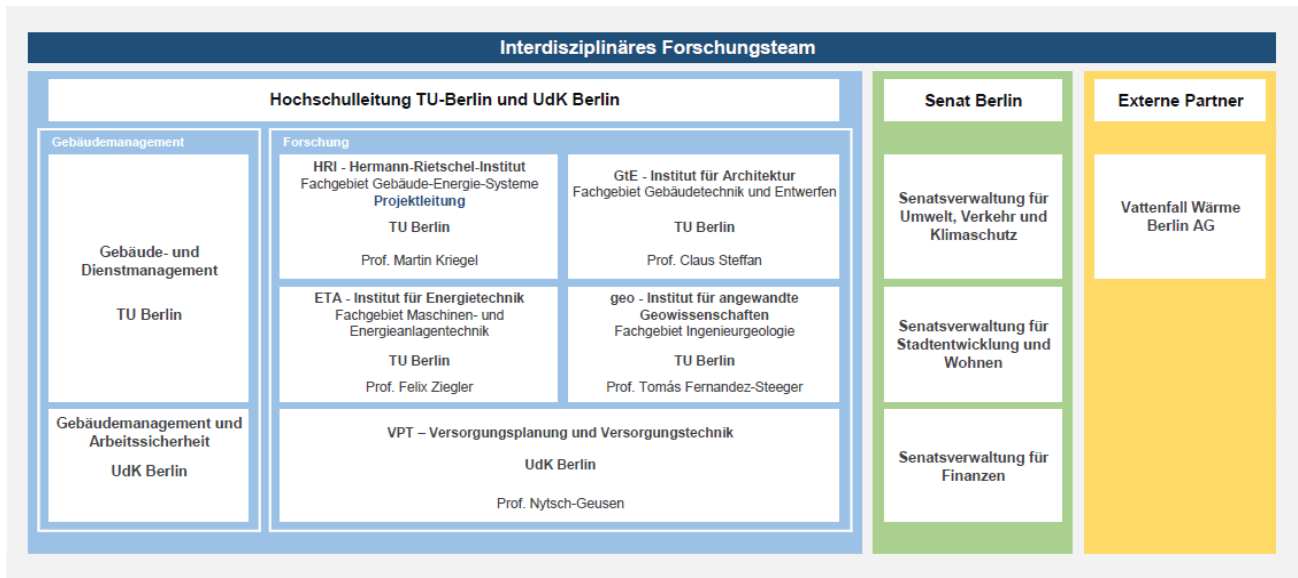 Interdisziplinäres Forschungsteam
Hochschulleitung TU-Berlin und UdK Berlin
Gebäudemanagement
Gebäude- und
Dienstmanagement
TU Berlin
Gebäudemanagement und
Arbeitssicherheit
UdK Berlin
Forschung
HRI - Hermann-Rietschel-Institut
Fachgebiet Gebäude-Energie-Systeme
Projektleitung
TU Berlin
Prof. Martin Kriegel
GtE - Institut für Architektur
Fachgebiet Gebäudetechnik und Entwerfen
TU Berlin
Prof. Claus Steffan
ETA - Institut für Energietechnik
Fachgebiet Maschinen- und
Energieanlagentechnik
TU Berlin
Prof. Felix Ziegler
geo - Institut für angewandte
Geowissenschaften
Fachgebiet Ingenieurgeologie
TU Berlin
Prof. Tomás Fernandez-Steeger
VPT – Versorgungsplanung und Versorgungstechnik
UdK Berlin
Prof. Nytsch-Geusen
Senat Berlin
Senatsverwaltung für
Umwelt, Verkehr und
Klimaschutz
Senatsverwaltung für
Stadtentwicklung und
Wohnen
Senatsverwaltung für
Finanzen
Externe Partner
Vattenfall Wärme
Berlin AG